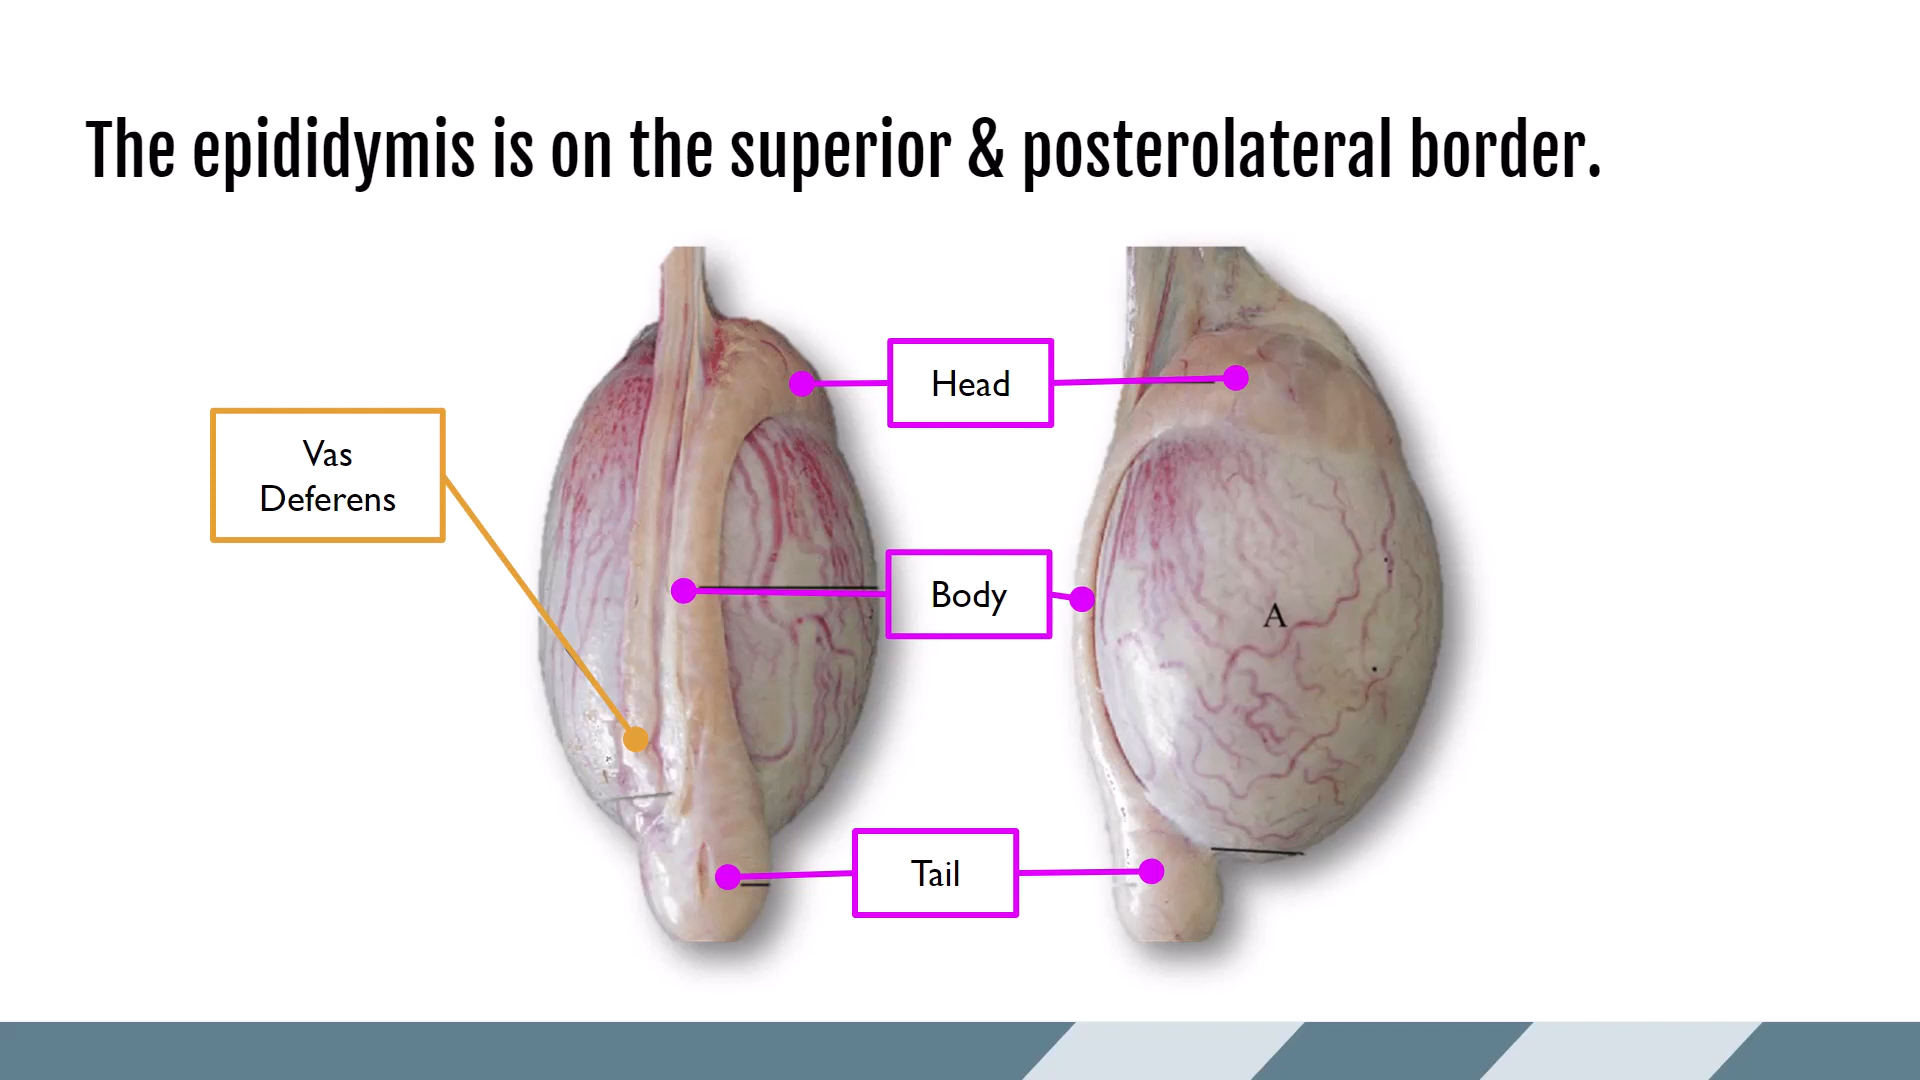 The epididymis is on the superior & posterolateral border.
Head
Vas
Deferens
Body
A
Tail